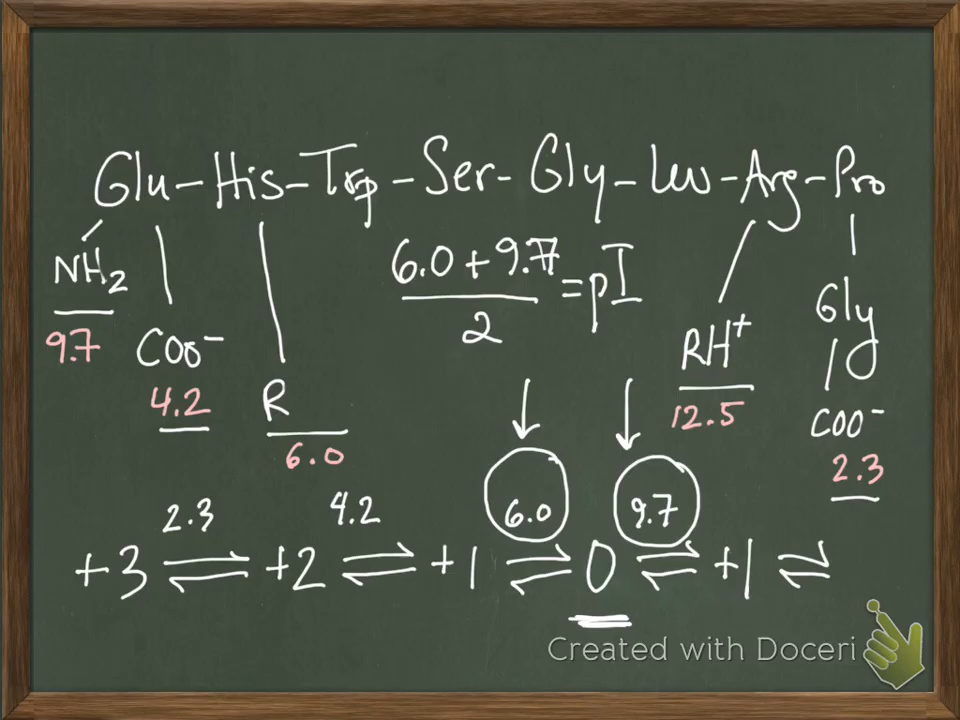 Glu-His-Trp-Ser-Gly-Leu-Arg-Pro
NH2
9.7
COO-
4.2
R
6.0
6.0+9.7
2
=pI
RH+
12.5
Gly
COO-
2.3
2.3 4.2 6.0 9.7
+3 ⇌ +2 ⇌ +1 ⇌ 0 ⇌ +1 ⇌
Created with Doceri